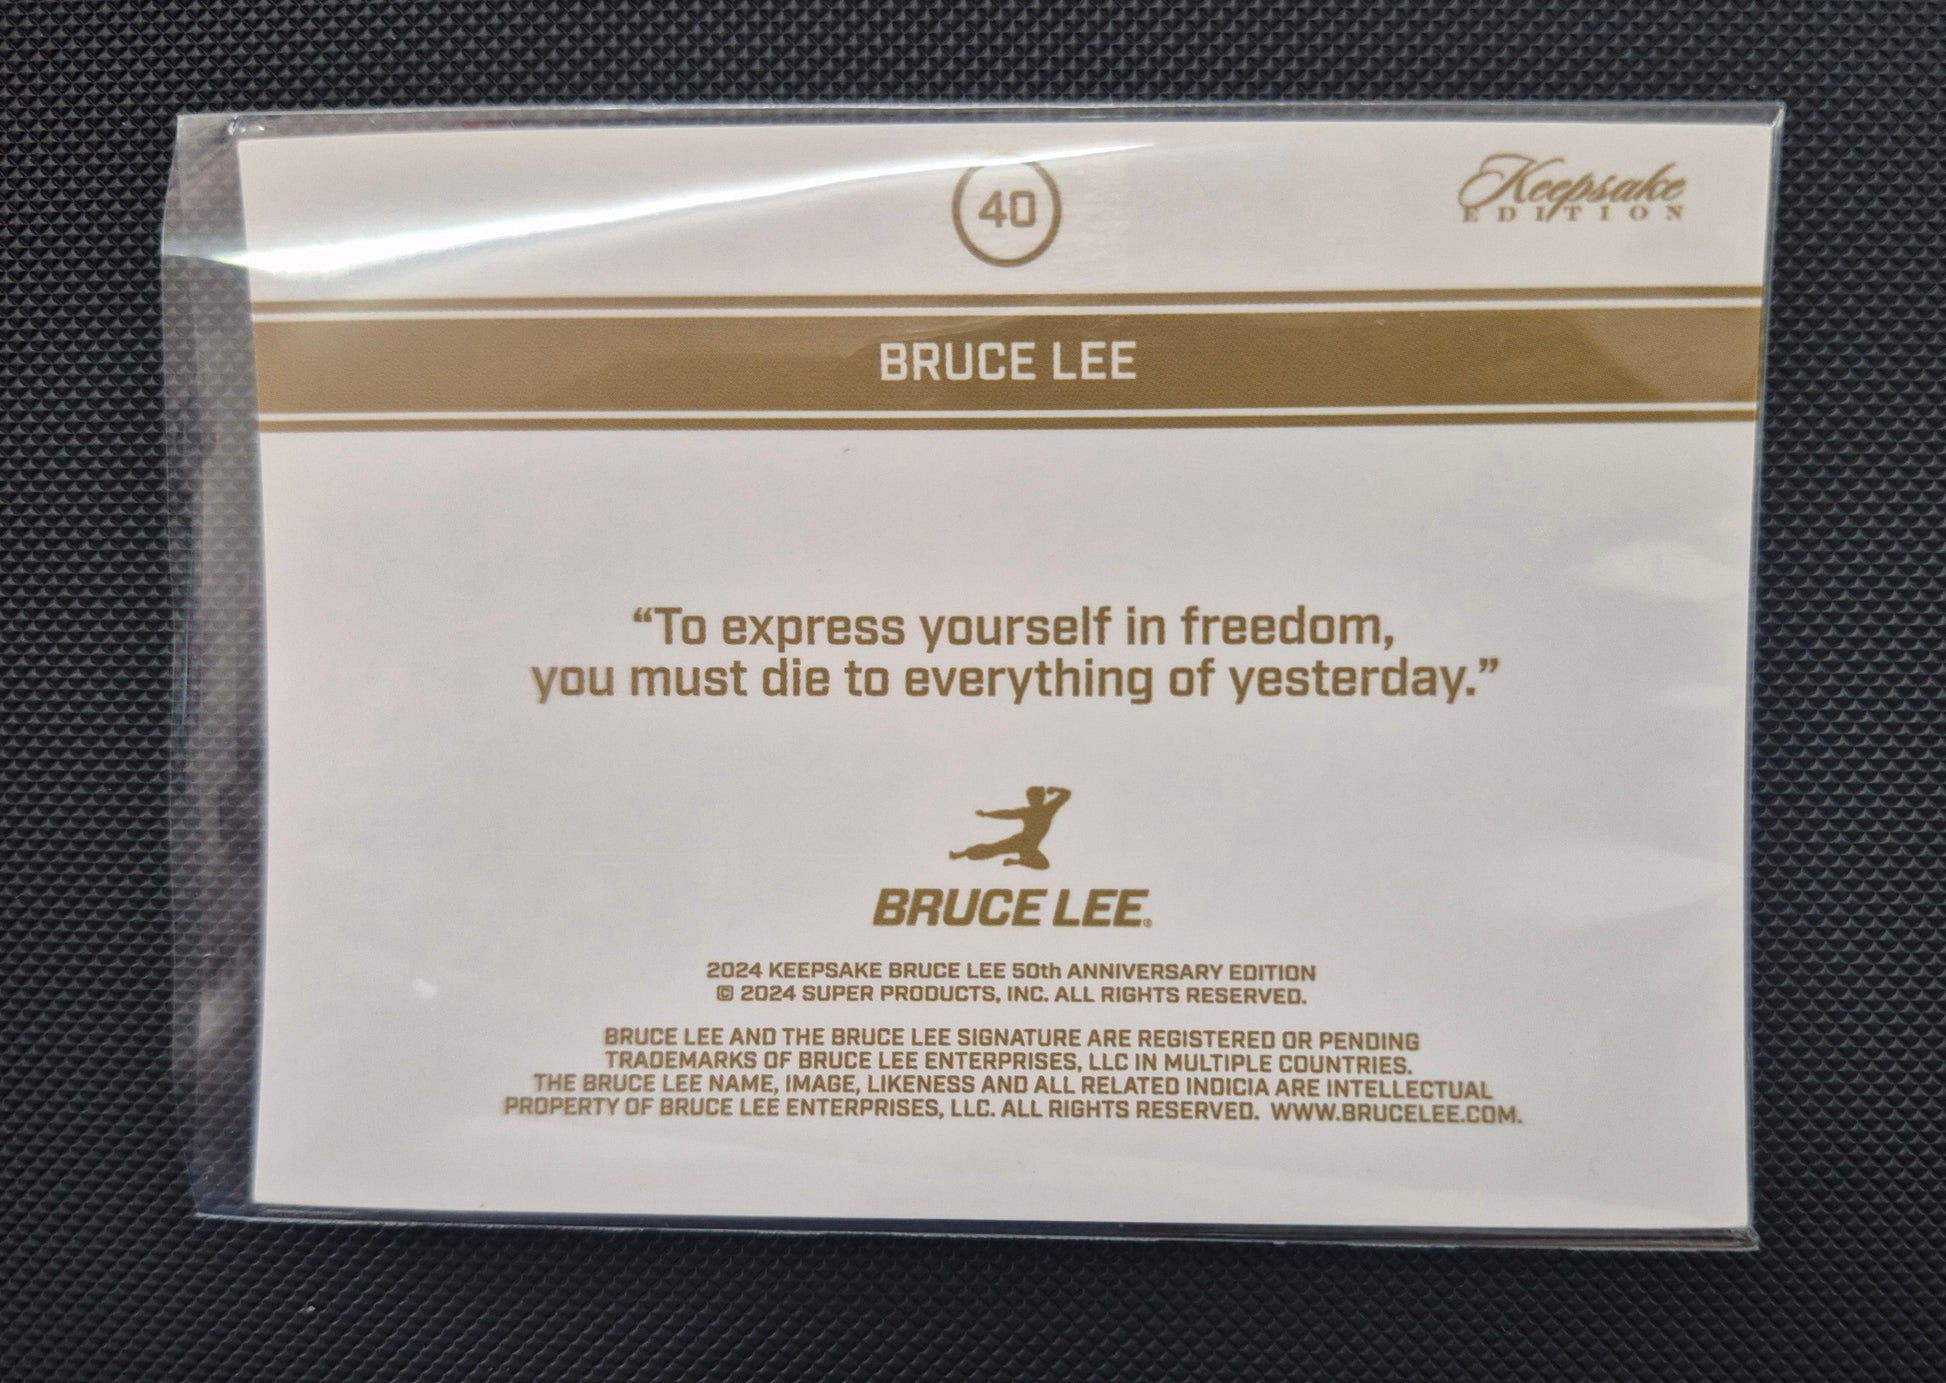 40
Keepsake
EDITION
BRUCE LEE
“To express yourself in freedom,
you must die to everything of yesterday.”
BRUCE LEE®
2024 KEEPSAKE BRUCE LEE 50th ANNIVERSARY EDITION
© 2024 SUPER PRODUCTS, INC. ALL RIGHTS RESERVED.
BRUCE LEE AND THE BRUCE LEE SIGNATURE ARE REGISTERED OR PENDING
TRADEMARKS OF BRUCE LEE ENTERPRISES, LLC IN MULTIPLE COUNTRIES.
THE BRUCE LEE NAME, IMAGE, LIKENESS AND ALL RELATED INDICIA ARE INTELLECTUAL
PROPERTY OF BRUCE LEE ENTERPRISES, LLC. ALL RIGHTS RESERVED. WWW.BRUCELEE.COM.